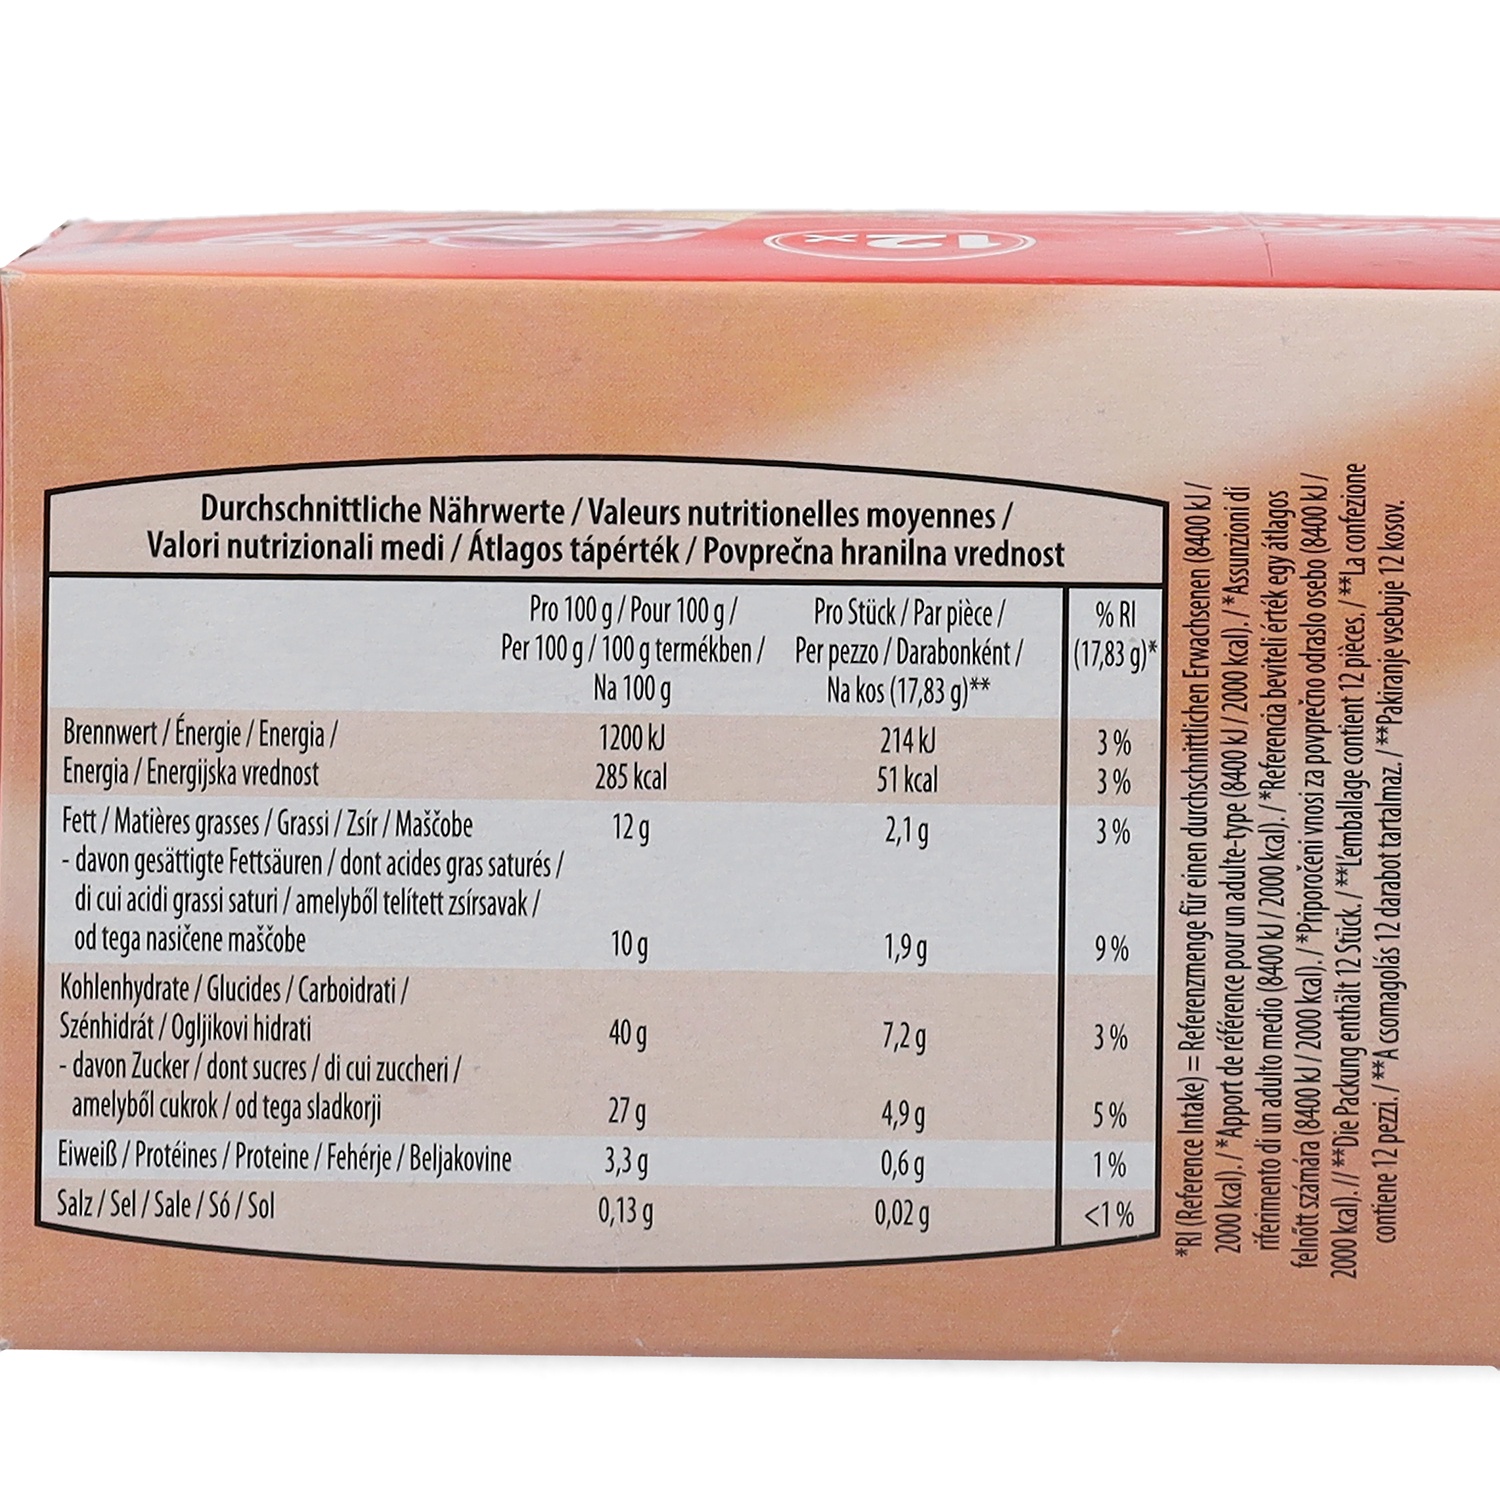 12x
Durchschnittliche Nährwerte / Valeurs nutritionelles moyennes /
Valori nutrizionali medi / Átlagos tápérték / Povprečna hranilna vrednost
Pro 100 g / Pour 100 g /
Per 100 g / 100 g termékben /
Na 100 g
Pro Stück / Par pièce /
Per pezzo / Darabonként /
Na kos (17,83 g)**
% RI
(17,83 g)*
Brennwert / Énergie / Energia / 1200 kJ 214 kJ 3 %
Energia / Energijska vrednost 285 kcal 51 kcal 3 %
Fett / Matières grasses / Grassi / Zsír / Maščobe 12 g 2,1 g 3 %
- davon gesättigte Fettsäuren / dont acides gras saturés /
di cui acidi grassi saturi / amelyből telített zsírsavak /
od tega nasičene maščobe 10 g 1,9 g 9 %
Kohlenhydrate / Glucides / Carboidrati /
Szénhidrát / Ogljikovi hidrati 40 g 7,2 g 3 %
- davon Zucker / dont sucres / di cui zuccheri /
amelyből cukrok / od tega sladkorji 27 g 4,9 g 5 %
Eiweiß / Protéines / Proteine / Fehérje / Beljakovine 3,3 g 0,6 g 1 %
Salz / Sel / Sale / Só / Sol 0,13 g 0,02 g <1 %
*RI (Reference Intake) = Referenzmenge für einen durchschnittlichen Erwachsenen (8400 kJ /
2000 kcal). / *Apport de référence pour un adulte-type (8400 kJ / 2000 kcal). / *Assunzioni di
riferimento di un adulto medio (8400 kJ / 2000 kcal). / *Referencia beviteli érték egy átlagos
felnőtt számára (8400 kJ / 2000 kcal). / *Priporočeni vnosi za povprečno odraslo osebo (8400 kJ /
2000 kcal). // **Die Packung enthält 12 Stück. / **L'emballage contient 12 pièces. / **La confezione
contiene 12 pezzi. / **A csomagolás 12 darabot tartalmaz. / **Pakiranje vsebuje 12 kosov.